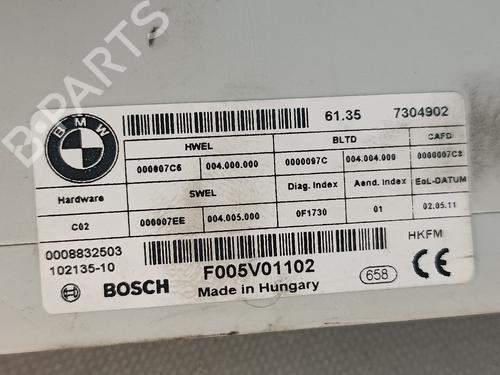 B-PARTS
BMW
61.35 7304902
HWEL BLTD CAFD
000007C6 004.000.000 0000097C 004.004.000 0000007C8
Hardware SWEL Diag. Index Aend. Index EoL-DATUM
C02 000007EE 004.005.000 0F1730 01 02.05.11
0008832503 HKFM
102135-10 F005V01102
BOSCH Made in Hungary 658 CE